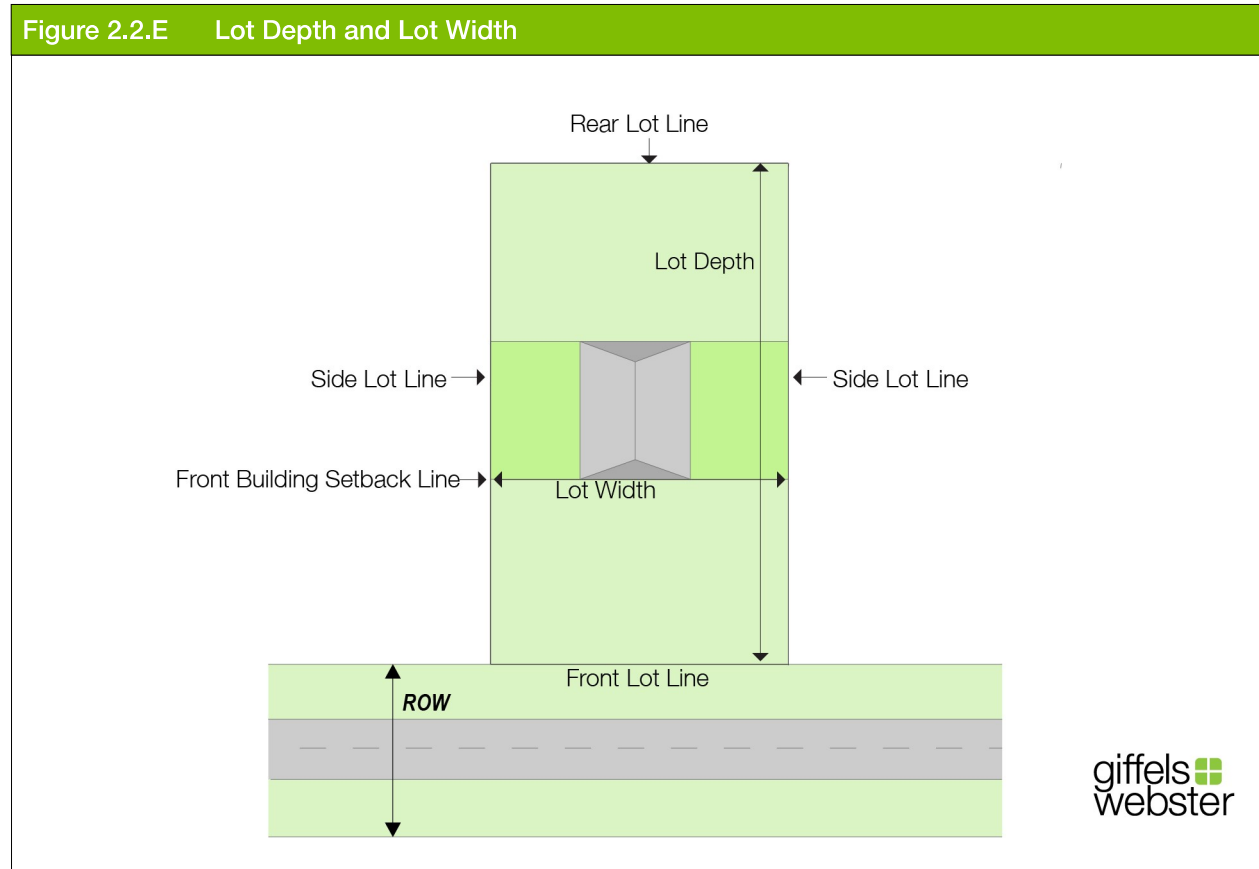 Figure 2.2.E Lot Depth and Lot Width
Rear Lot Line
Lot Depth
Side Lot Line
Side Lot Line
Front Building Setback Line
Lot Width
Front Lot Line
ROW
giffels
webster